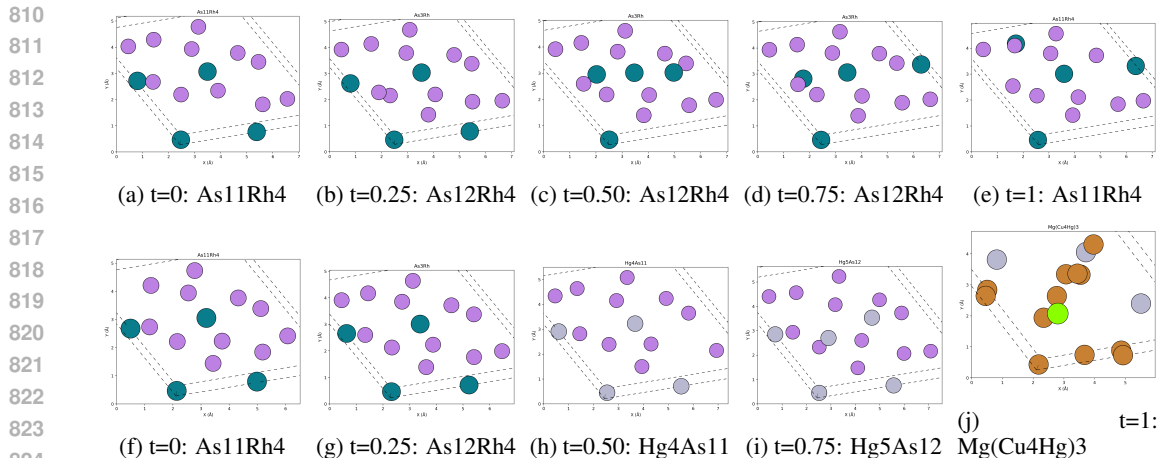 810
811
812
813
814
815
816
817
818
819
820
821
822
823
As11Rh4
As3Rh
As3Rh
As3Rh
As11Rh4
(a) t=0: As11Rh4
(b) t=0.25: As12Rh4
(c) t=0.50: As12Rh4
(d) t=0.75: As12Rh4
(e) t=1: As11Rh4
As11Rh4
As3Rh
Hg4As11
Hg5As12
Mg(Cu4Hg)3
(f) t=0: As11Rh4
(g) t=0.25: As12Rh4
(h) t=0.50: Hg4As11
(i) t=0.75: Hg5As12
(j) t=1:
Mg(Cu4Hg)3